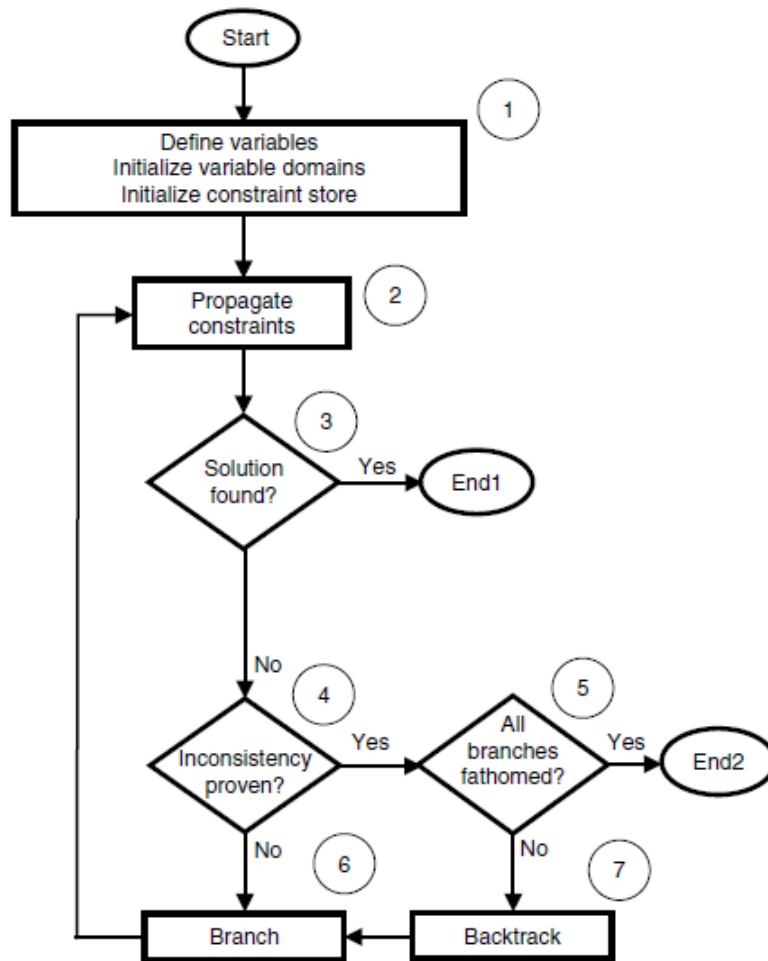 Start
1
Define variables
Initialize variable domains
Initialize constraint store
2
Propagate
constraints
3
Solution
found?
Yes
End1
No
4
5
Inconsistency
proven?
Yes
All
branches
fathomed?
Yes
End2
No
6
No
7
Branch
Backtrack